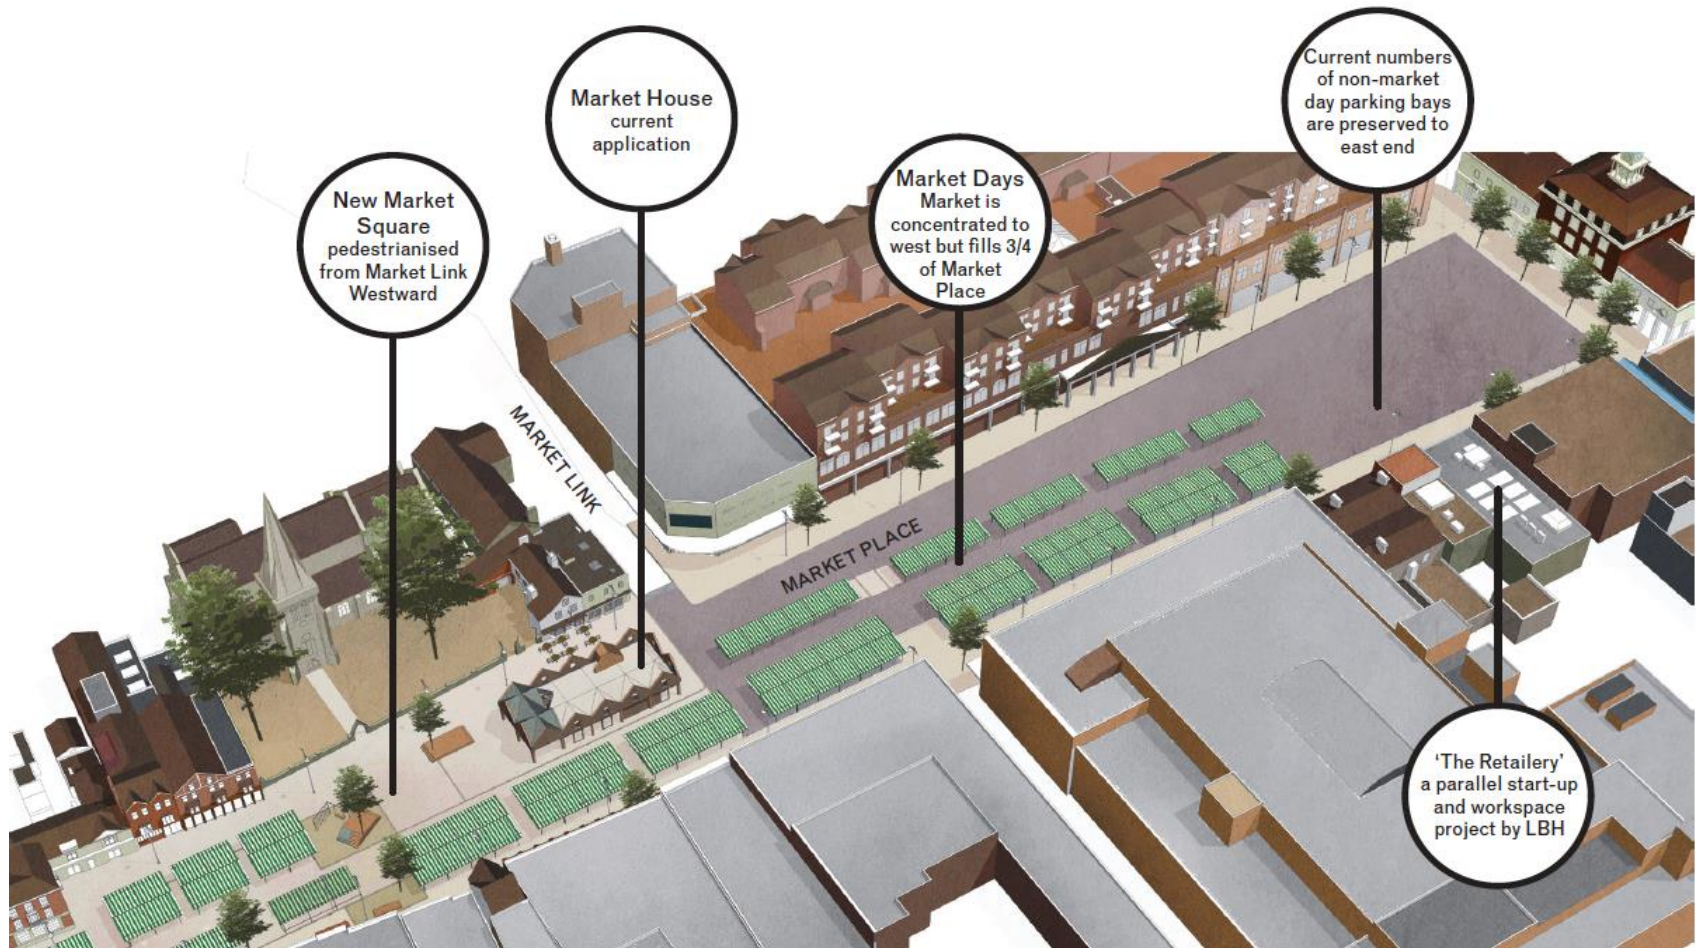 New Market
Square
pedestrianised
from Market Link
Westward
Market House
current
application
Market Days
Market is
concentrated to
west but fills 3/4
of Market
Place
Current numbers
of non-market
day parking bays
are preserved to
east end
MARKET LINK
MARKET PLACE
'The Retailery'
a parallel start-up
and workspace
project by LBH